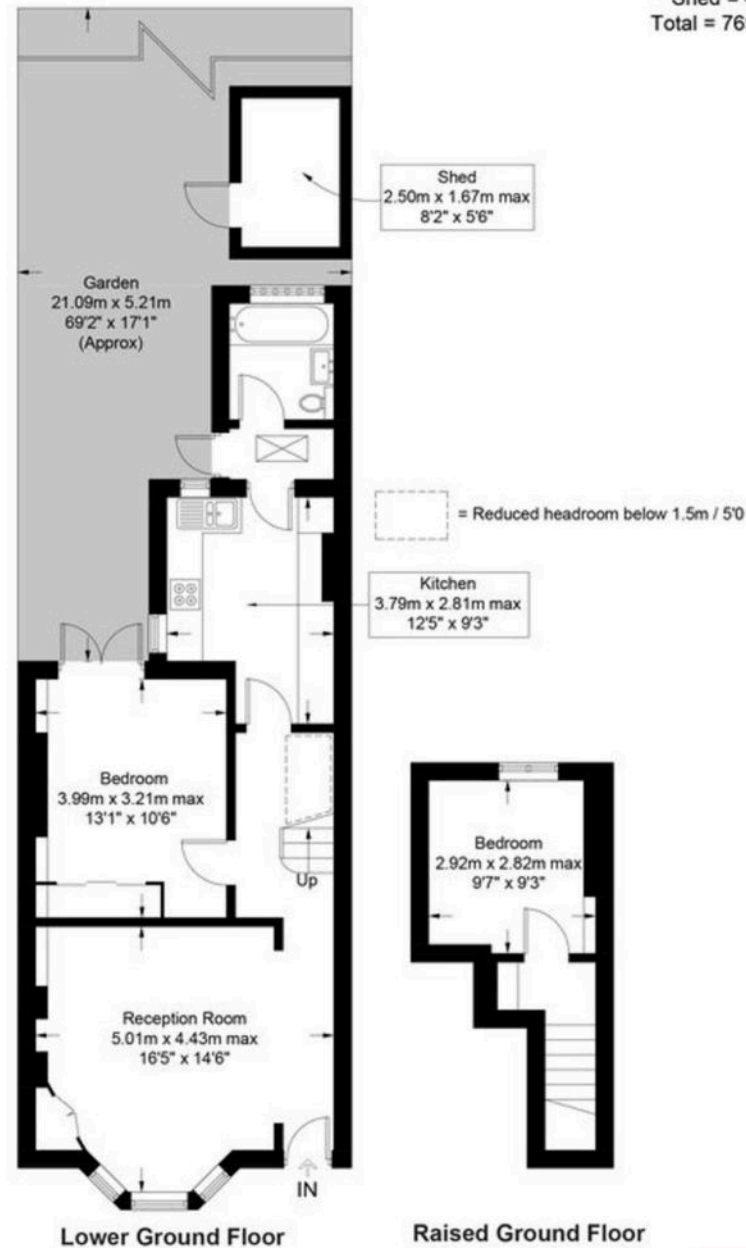 Shed =
Total = 76
Shed
2.50m x 1.67m max
8'2" x 5'6"
Garden
21.09m x 5.21m
69'2" x 17'1"
(Approx)
= Reduced headroom below 1.5m / 5'0
Kitchen
3.79m x 2.81m max
12'5" x 9'3"
Bedroom
3.99m x 3.21m max
13'1" x 10'6"
Up
Bedroom
2.92m x 2.82m max
9'7" x 9'3"
Reception Room
5.01m x 4.43m max
16'5" x 14'6"
IN
Lower Ground Floor
Raised Ground Floor